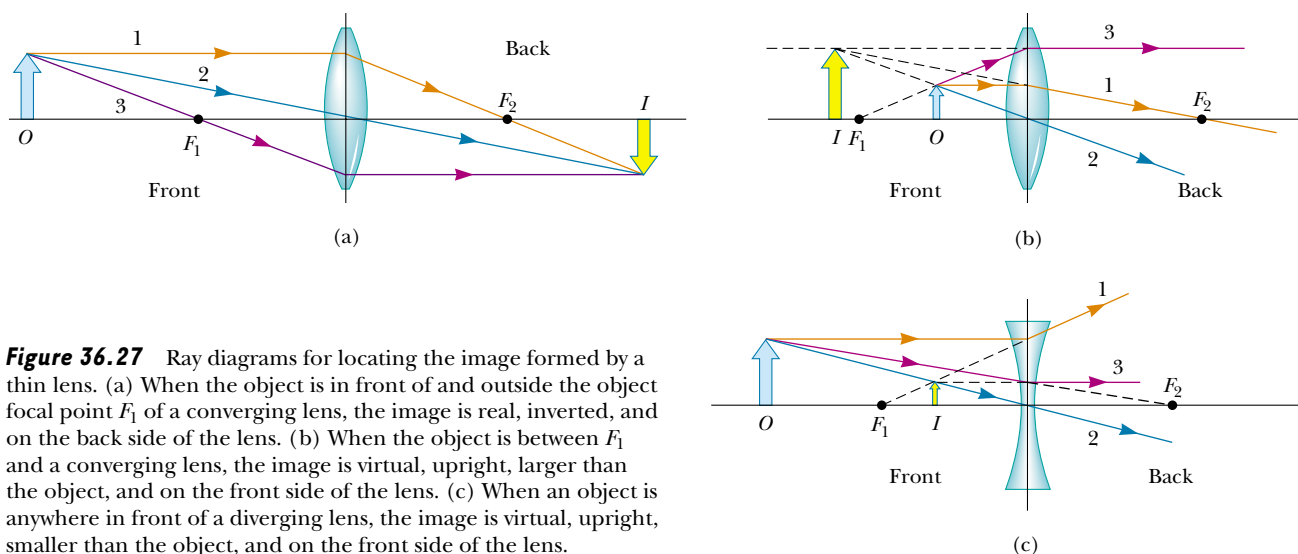 1
2
3
O
F1
F2
I
Front
Back
(a)
3
1
2
I
F1
O
F2
Front
Back
(b)
1
3
2
O
F1
I
F2
Front
Back
(c)
Figure 36.27 Ray diagrams for locating the image formed by a
thin lens. (a) When the object is in front of and outside the object
focal point F1 of a converging lens, the image is real, inverted, and
on the back side of the lens. (b) When the object is between F1
and a converging lens, the image is virtual, upright, larger than
the object, and on the front side of the lens. (c) When an object is
anywhere in front of a diverging lens, the image is virtual, upright,
smaller than the object, and on the front side of the lens.